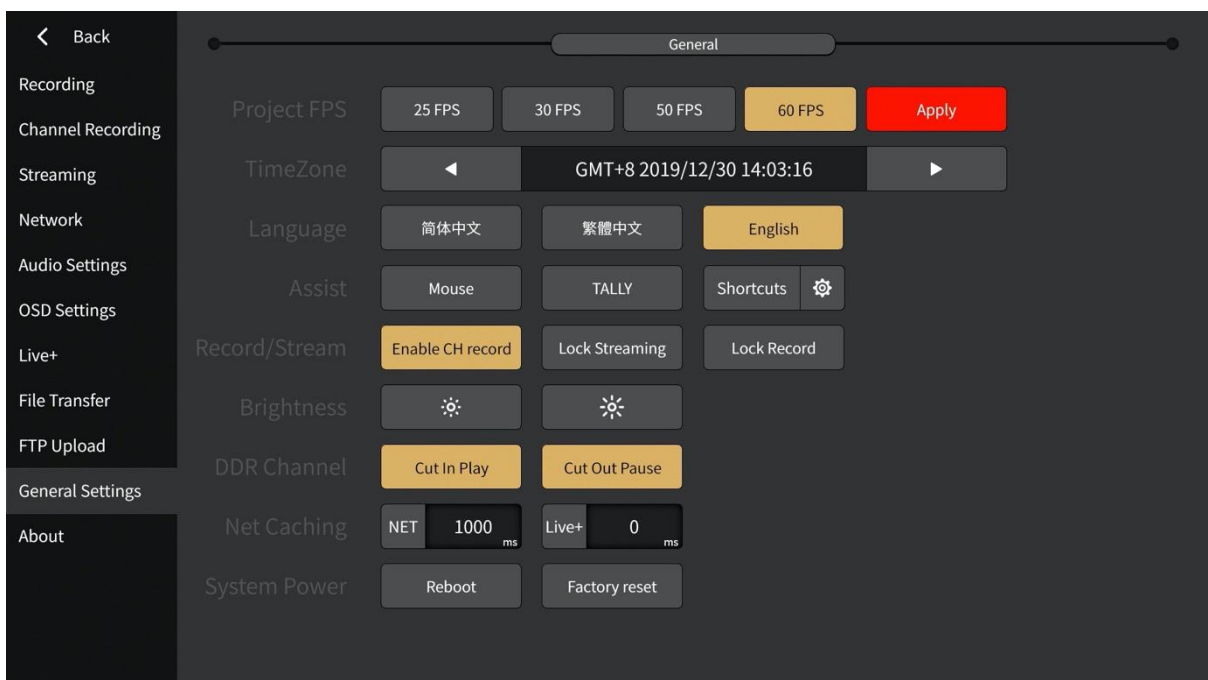 Back
General
Recording
Channel Recording
Streaming
Network
Audio Settings
OSD Settings
Live+
File Transfer
FTP Upload
General Settings
About
Project FPS 25 FPS 30 FPS 50 FPS 60 FPS Apply
TimeZone GMT+8 2019/12/30 14:03:16
Language 简体中文 繁體中文 English
Assist Mouse TALLY Shortcuts
Record/Stream Enable CH record Lock Streaming Lock Record
Brightness
DDR Channel Cut In Play Cut Out Pause
Net Caching NET 1000 ms Live+ 0 ms
System Power Reboot Factory reset